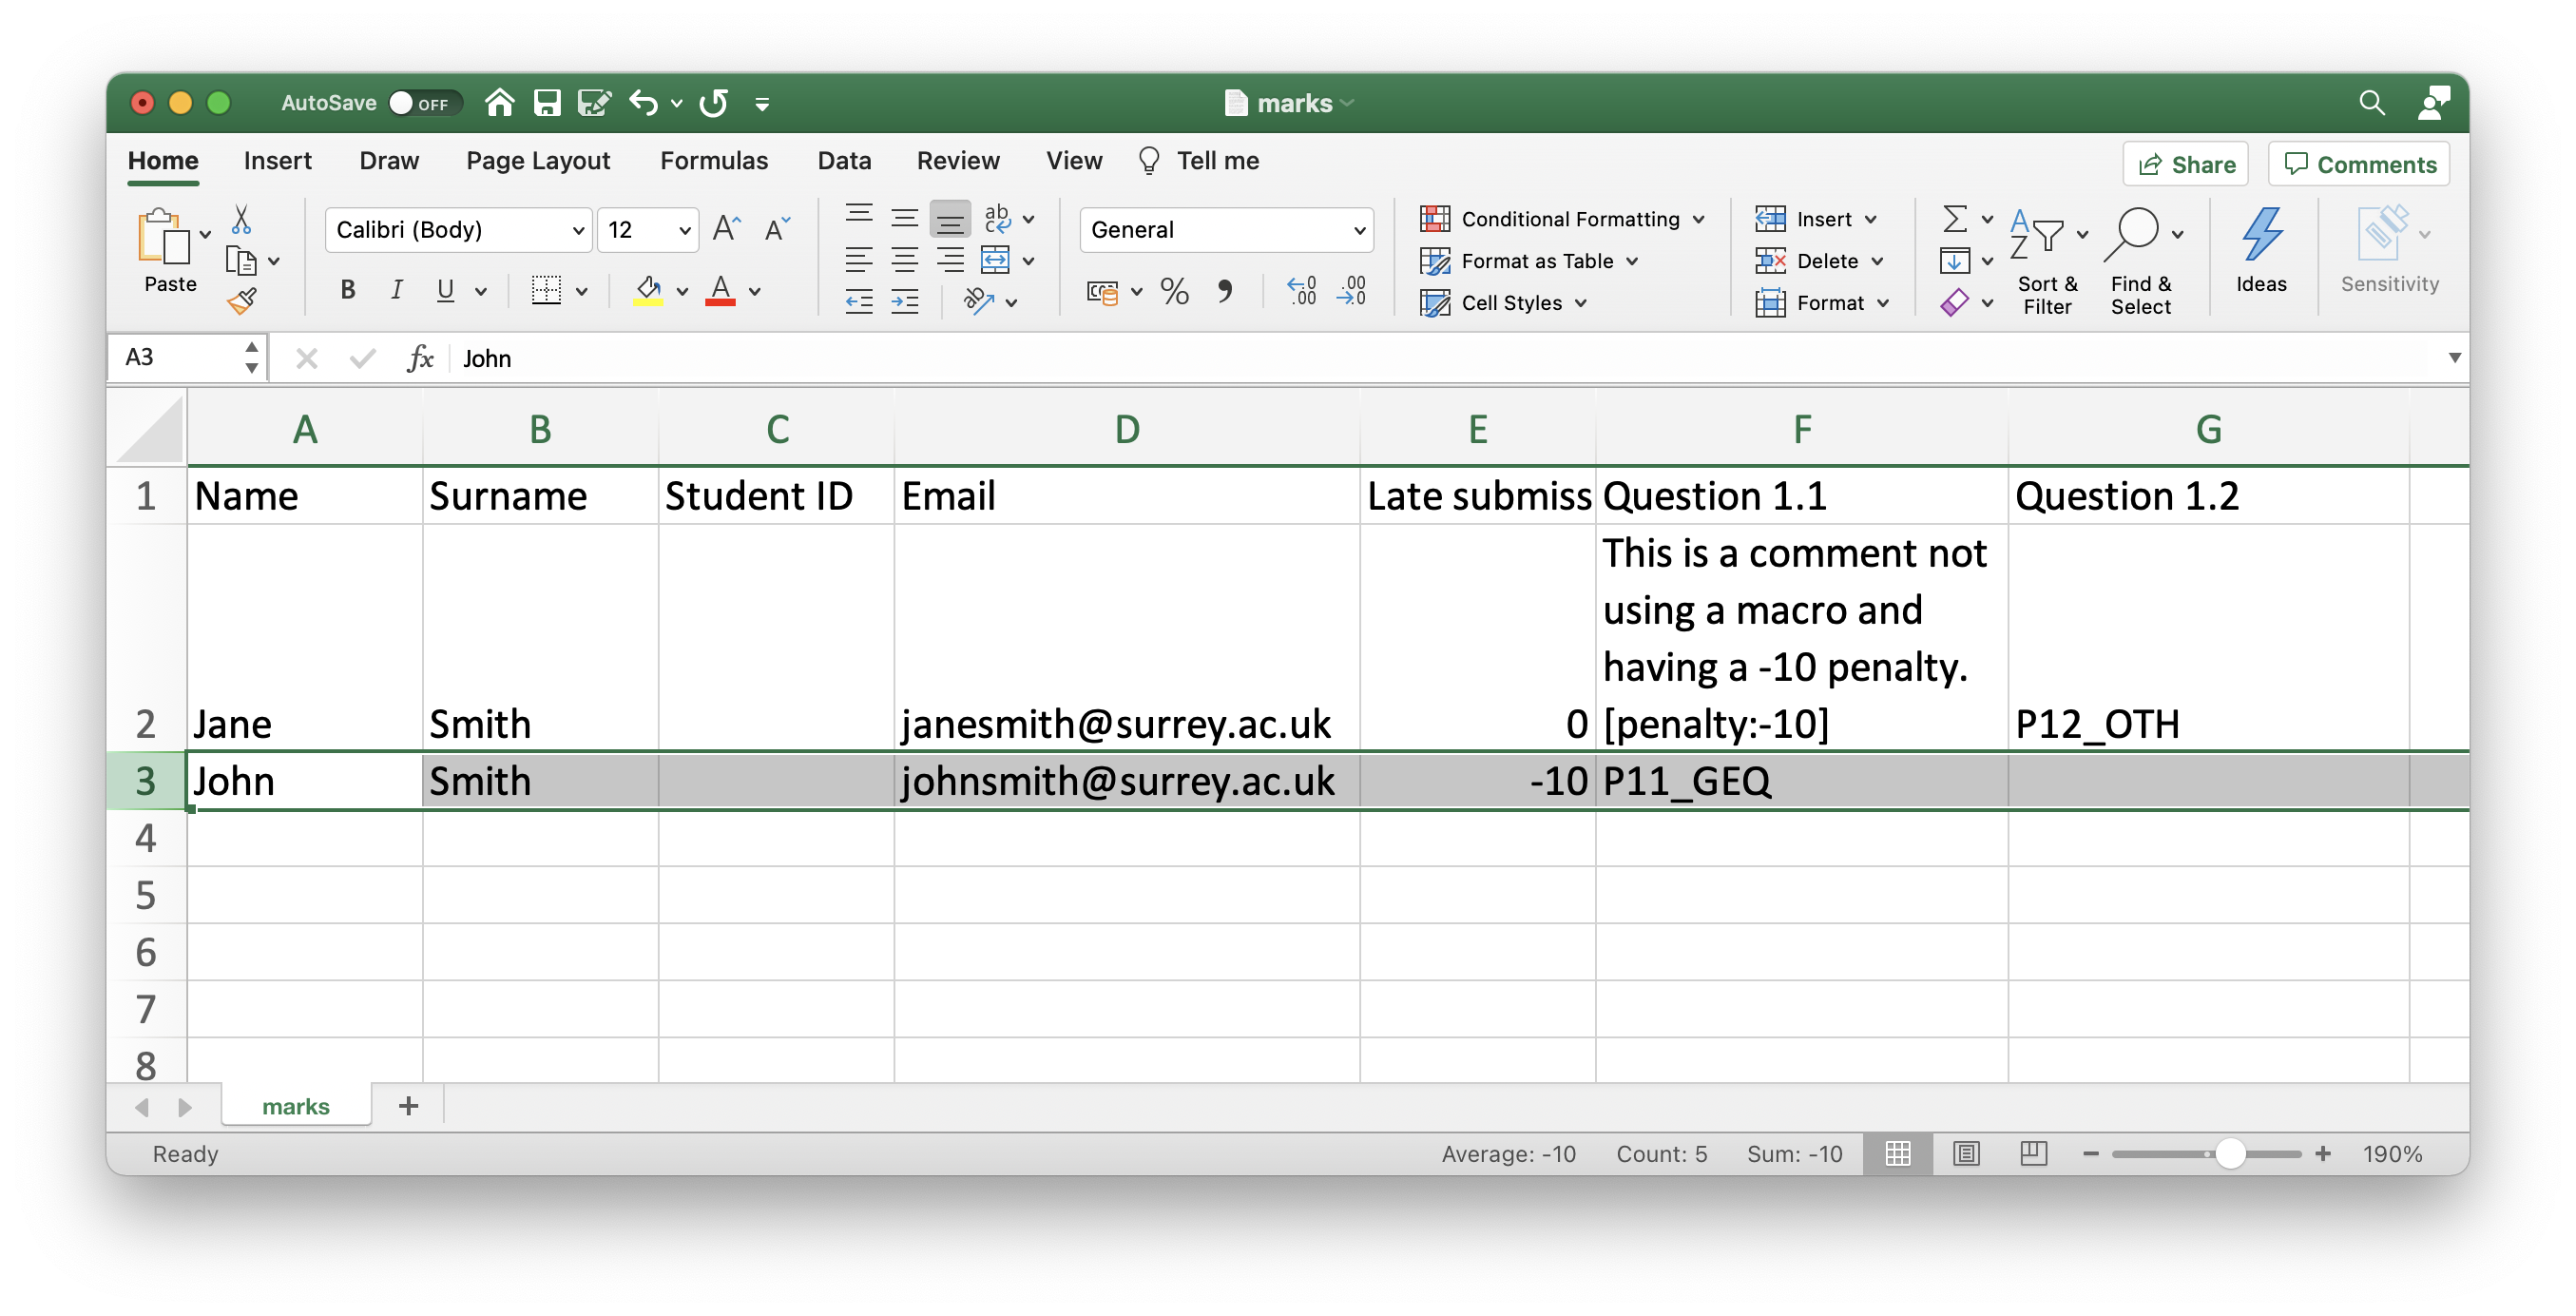 AutoSave OFF marks
Home Insert Draw Page Layout Formulas Data Review View Tell me Share Comments
Paste
Calibri (Body) 12
General
Conditional Formatting
Format as Table
Cell Styles
Insert
Delete
Format
Sort &
Filter
Find &
Select
Ideas
Sensitivity
A3 fx John
A B C D E F G
1 Name Surname Student ID Email Late submiss Question 1.1 Question 1.2
This is a comment not
using a macro and
having a -10 penalty.
2 Jane Smith janesmith@surrey.ac.uk 0 [penalty:-10] P12_OTH
3 John Smith johnsmith@surrey.ac.uk -10 P11_GEQ
4
5
6
7
8
marks
Ready Average: -10 Count: 5 Sum: -10 190%